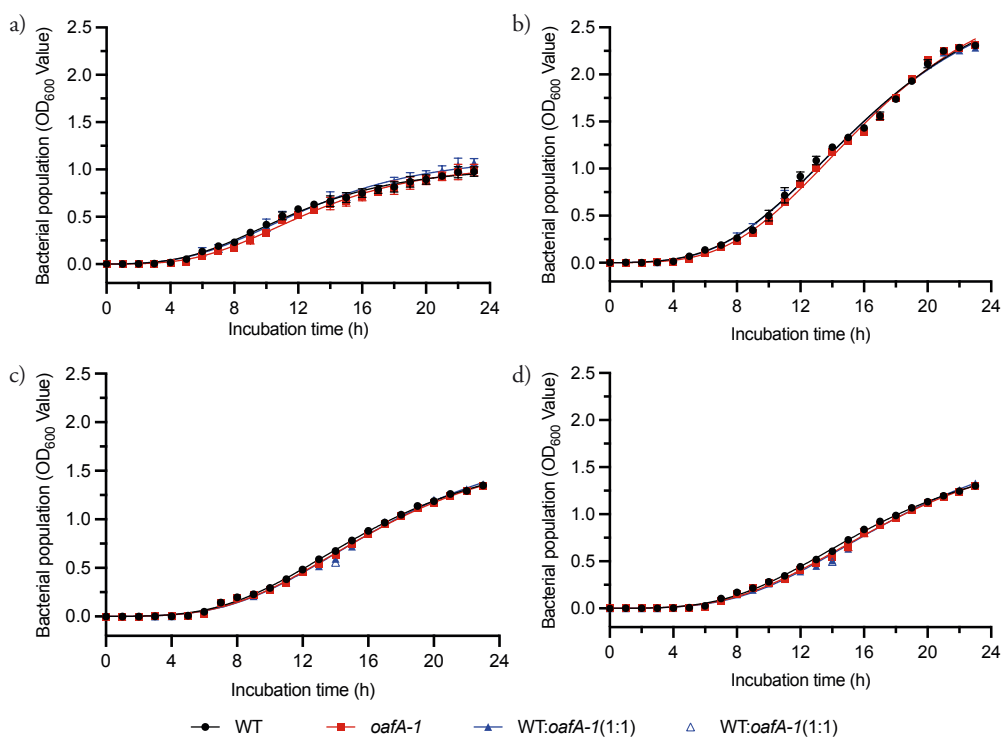 a)
Bacterial population (OD600 Value)
2.5
2.0
1.5
1.0
0.5
0.0
0 4 8 12 16 20 24
Incubation time (h)
b)
Bacterial population (OD600 Value)
2.5
2.0
1.5
1.0
0.5
0.0
0 4 8 12 16 20 24
Incubation time (h)
c)
Bacterial population (OD600 Value)
2.5
2.0
1.5
1.0
0.5
0.0
0 4 8 12 16 20 24
Incubation time (h)
d)
Bacterial population (OD600 Value)
2.5
2.0
1.5
1.0
0.5
0.0
0 4 8 12 16 20 24
Incubation time (h)
WT oafA-1 WT:oafA-1(1:1) WT:oafA-1(1:1)